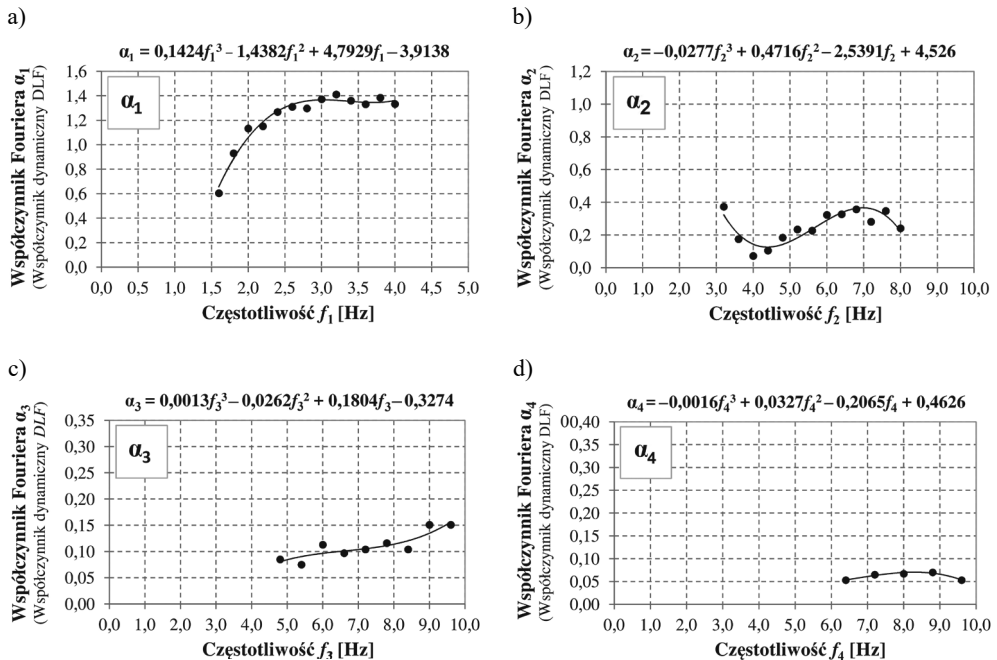 a)
α₁ = 0,1424f₁³ – 1,4382f₁² + 4,7929f₁ – 3,9138
Współczynnik Fouriera α₁
(Współczynnik dynamiczny DLF)
1,6
1,4
1,2
1,0
0,8
0,6
0,4
0,2
0,0
α₁
0,0 0,5 1,0 1,5 2,0 2,5 3,0 3,5 4,0 4,5 5,0
Częstotliwość f₁ [Hz]
b)
α₂ = –0,0277f₂³ + 0,4716f₂² – 2,5391f₂ + 4,526
Współczynnik Fouriera α₂
(Współczynnik dynamiczny DLF)
1,2
1,0
0,8
0,6
0,4
0,2
0,0
α₂
0,0 1,0 2,0 3,0 4,0 5,0 6,0 7,0 8,0 9,0 10,0
Częstotliwość f₂ [Hz]
c)
α₃ = 0,0013f₃³ – 0,0262f₃² + 0,1804f₃ – 0,3274
Współczynnik Fouriera α₃
(Współczynnik dynamiczny DLF)
0,35
0,30
0,25
0,20
0,15
0,10
0,05
0,00
α₃
0,0 1,0 2,0 3,0 4,0 5,0 6,0 7,0 8,0 9,0 10,0
Częstotliwość f₃ [Hz]
d)
α₄ = –0,0016f₄³ + 0,0327f₄² – 0,2065f₄ + 0,4626
Współczynnik Fouriera α₄
(Współczynnik dynamiczny DLF)
00,40
0,35
0,30
0,25
0,20
0,15
0,10
0,05
0,00
α₄
0,0 1,0 2,0 3,0 4,0 5,0 6,0 7,0 8,0 9,0 10,0
Częstotliwość f₄ [Hz]